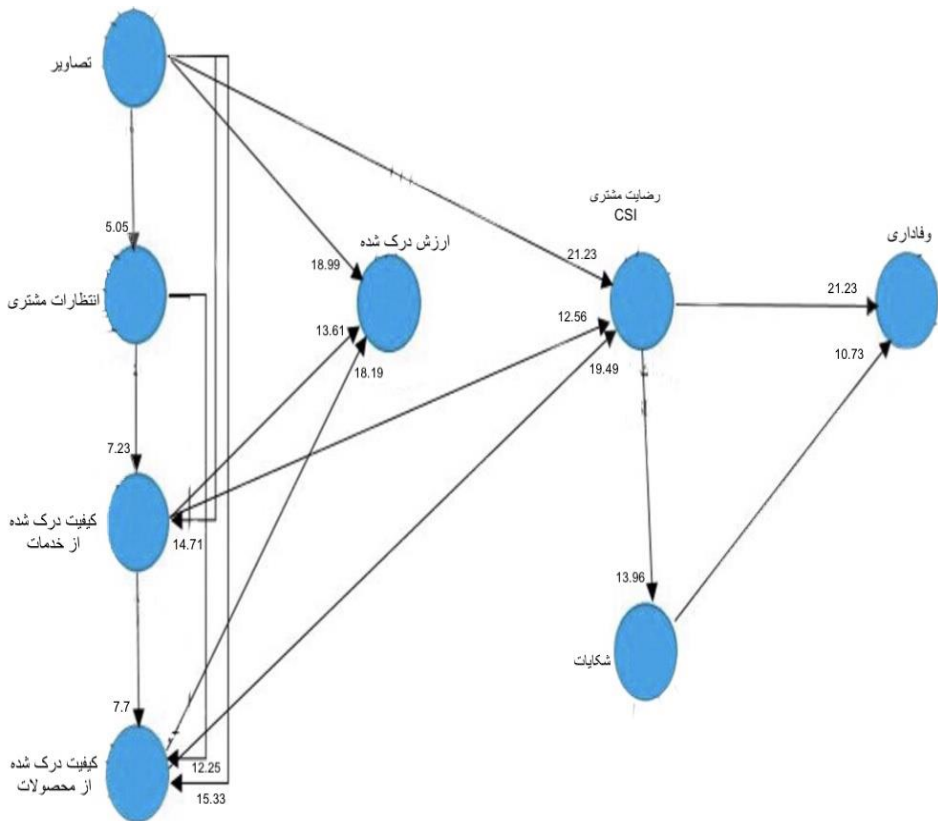 تصاویر
5.05
انتظارات مشتری
18.99
ارزش درک شده
13.61
18.19
رضایت مشتری
CSI
21.23
12.56
19.49
وفاداری
21.23
10.73
7.23
کیفیت درک شده
از خدمات
14.71
13.96
شکایات
7.7
کیفیت درک شده
از محصولات
12.25
15.33